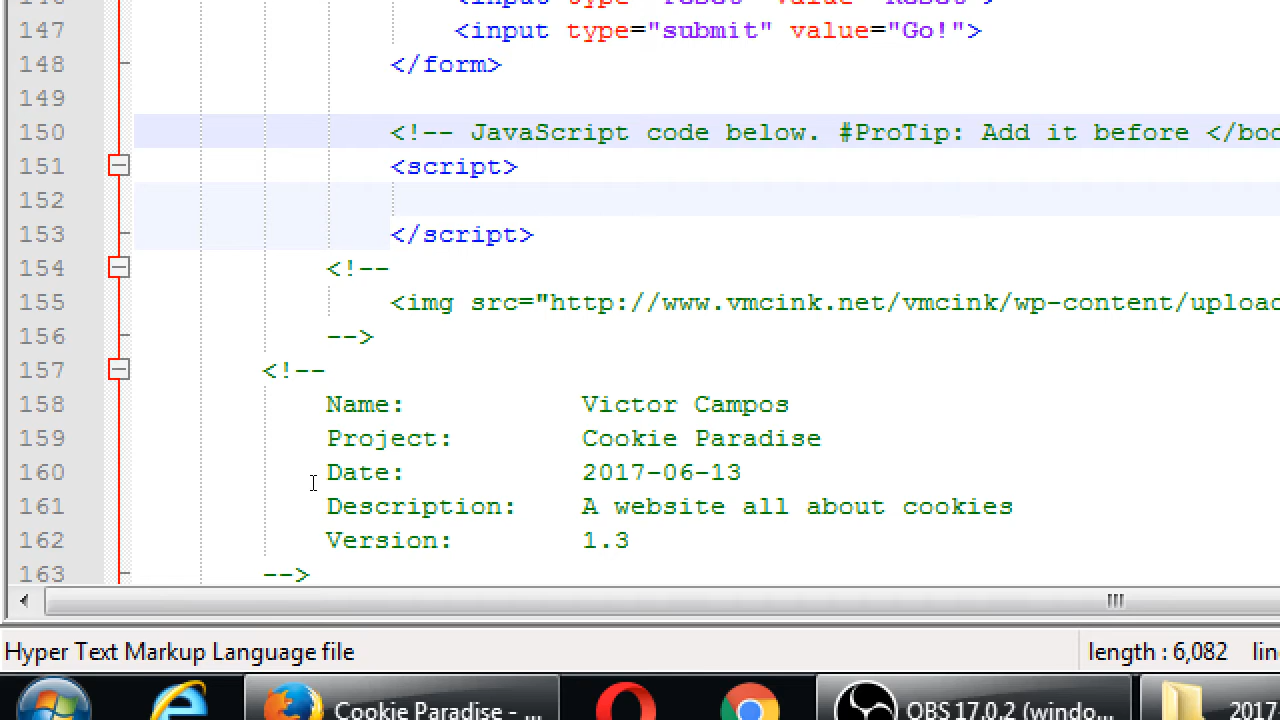 147 <input type="submit" value="Go!">
148 </form>
149
150 <!-- JavaScript code below. #ProTip: Add it before </bod
151 <script>
152
153 </script>
154 <!--
155 <img src="http://www.vmcink.net/vmcink/wp-content/upload
156 -->
157 <!--
158 Name: Victor Campos
159 Project: Cookie Paradise
160 Date: 2017-06-13
161 Description: A website all about cookies
162 Version: 1.3
163 -->
Hyper Text Markup Language file length : 6,082 lin
Cookie Paradise - ... OBS 17.0.2 (windo... 2017